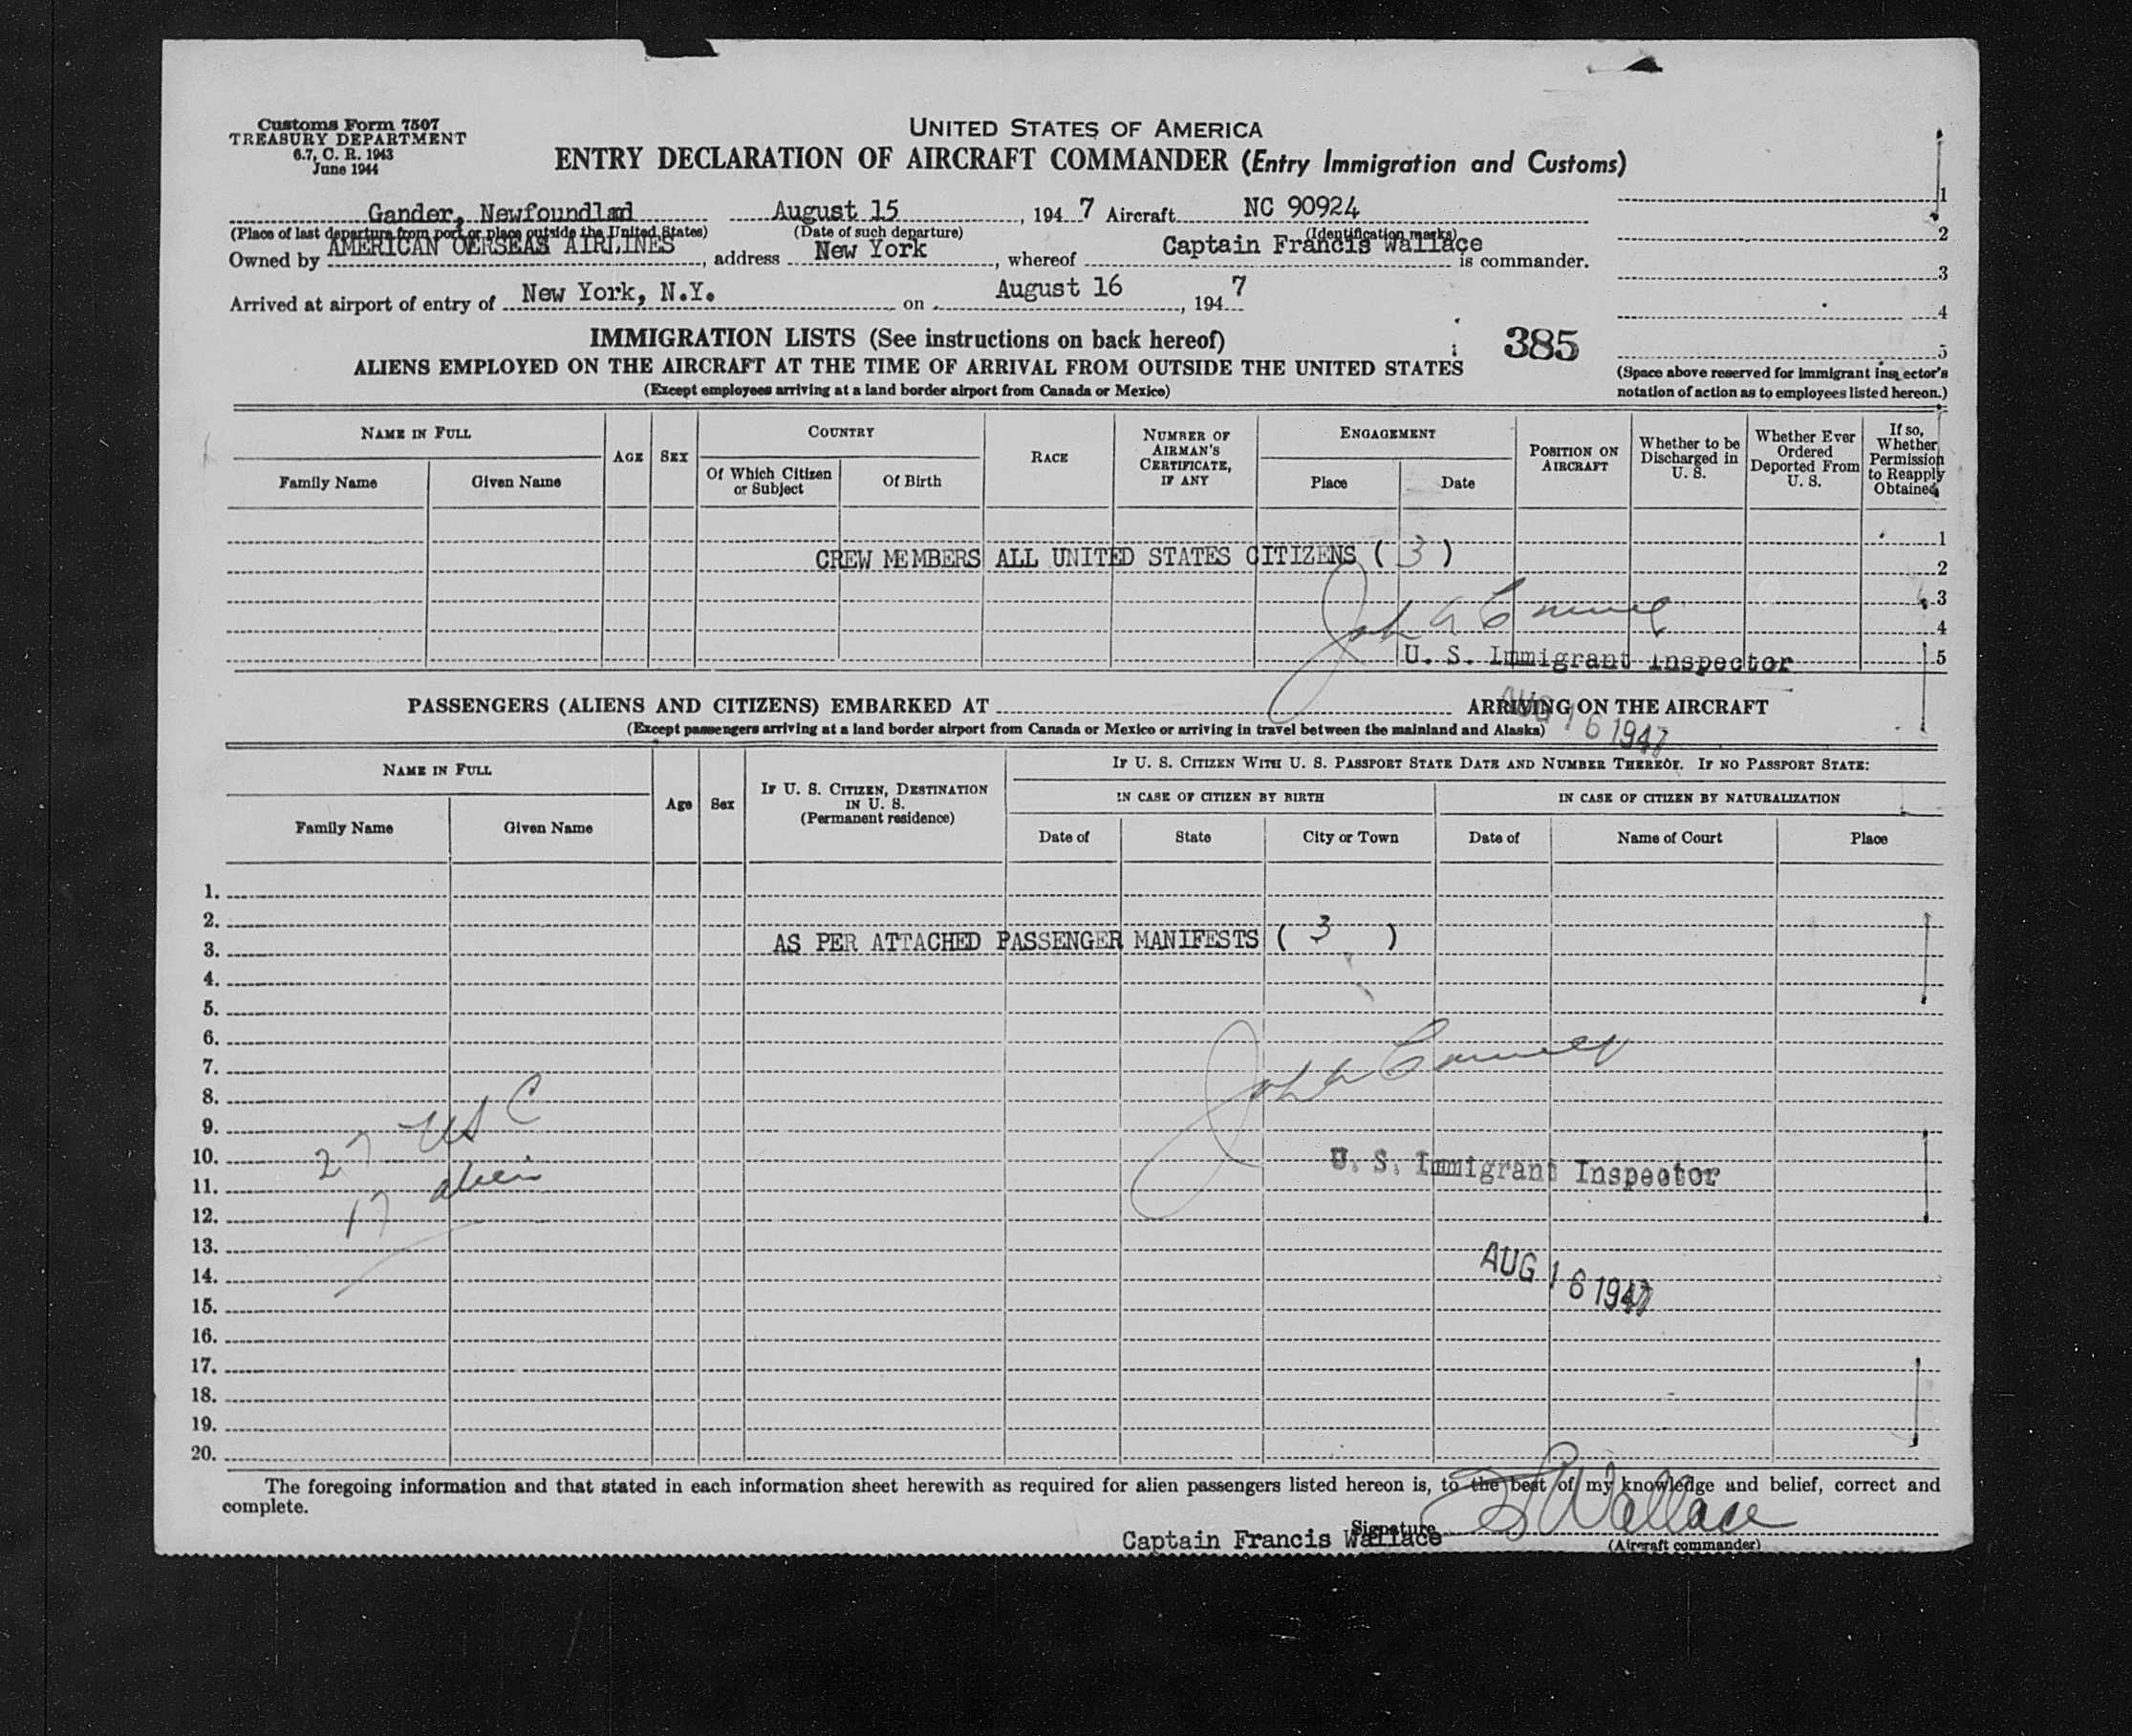 Customs Form 7507
TREASURY DEPARTMENT
6.7, C. R. 1943
June 1944
UNITED STATES OF AMERICA
ENTRY DECLARATION OF AIRCRAFT COMMANDER (Entry Immigration and Customs)
Gander, Newfoundlad August 15, 194 7 Aircraft NC 90924
(Place of last departure from port or place outside the United States) (Date of such departure) (Identification marks)
Owned by AMERICAN OERSEAS AIRLINES, address New York, whereof Captain Francis Wallace is commander.
Arrived at airport of entry of New York, N.Y. on August 16, 194 7
1
2
3
4
5
(Space above reserved for immigrant inspector's
notation of action as to employees listed hereon.)
IMMIGRATION LISTS (See instructions on back hereof)
385
ALIENS EMPLOYED ON THE AIRCRAFT AT THE TIME OF ARRIVAL FROM OUTSIDE THE UNITED STATES
(Except employees arriving at a land border airport from Canada or Mexico)
NAME IN FULL
Family Name
Given Name
AGE
SEX
COUNTRY
Of Which Citizen
or Subject
Of Birth
RACE
NUMBER OF
AIRMAN'S
CERTIFICATE,
IF ANY
ENGAGEMENT
Place
Date
POSITION ON
AIRCRAFT
Whether to be
Discharged in
U. S.
Whether Ever
Ordered
Deported From
U. S.
If so,
Whether
Permission
to Reapply
Obtained
1
CREW MEMBERS ALL UNITED STATES CITIZENS ( 3 )
2
3
4
5
U. S. Immigrant Inspector
AUG 16 1947
PASSENGERS (ALIENS AND CITIZENS) EMBARKED AT ARRIVING ON THE AIRCRAFT
(Except passengers arriving at a land border airport from Canada or Mexico or arriving in travel between the mainland and Alaska)
NAME IN FULL
Family Name
Given Name
Age
Sex
IF U. S. CITIZEN, DESTINATION
IN U. S.
(Permanent residence)
IF U. S. CITIZEN WITH U. S. PASSPORT STATE DATE AND NUMBER THEREOF. IF NO PASSPORT STATE:
IN CASE OF CITIZEN BY BIRTH
Date of
State
City or Town
IN CASE OF CITIZEN BY NATURALIZATION
Date of
Name of Court
Place
1.
2.
3. AS PER ATTACHED PASSENGER MANIFESTS ( 3 )
4.
5.
6.
7.
8.
9.
27 USC
10.
U. S. Immigrant Inspector
11.
17 alien
12.
13.
14.
AUG 16 1947
15.
16.
17.
18.
19.
20.
The foregoing information and that stated in each information sheet herewith as required for alien passengers listed hereon is, to the best of my knowledge and belief, correct and
complete.
Signature Wallace
Captain Francis Wallace
(Aircraft commander)